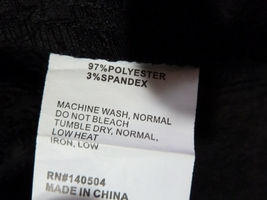 97%POLYESTER
3%SPANDEX
MACHINE WASH, NORMAL
DO NOT BLEACH
TUMBLE DRY, NORMAL,
LOW HEAT
IRON, LOW
RN#140504
MADE IN CHINA